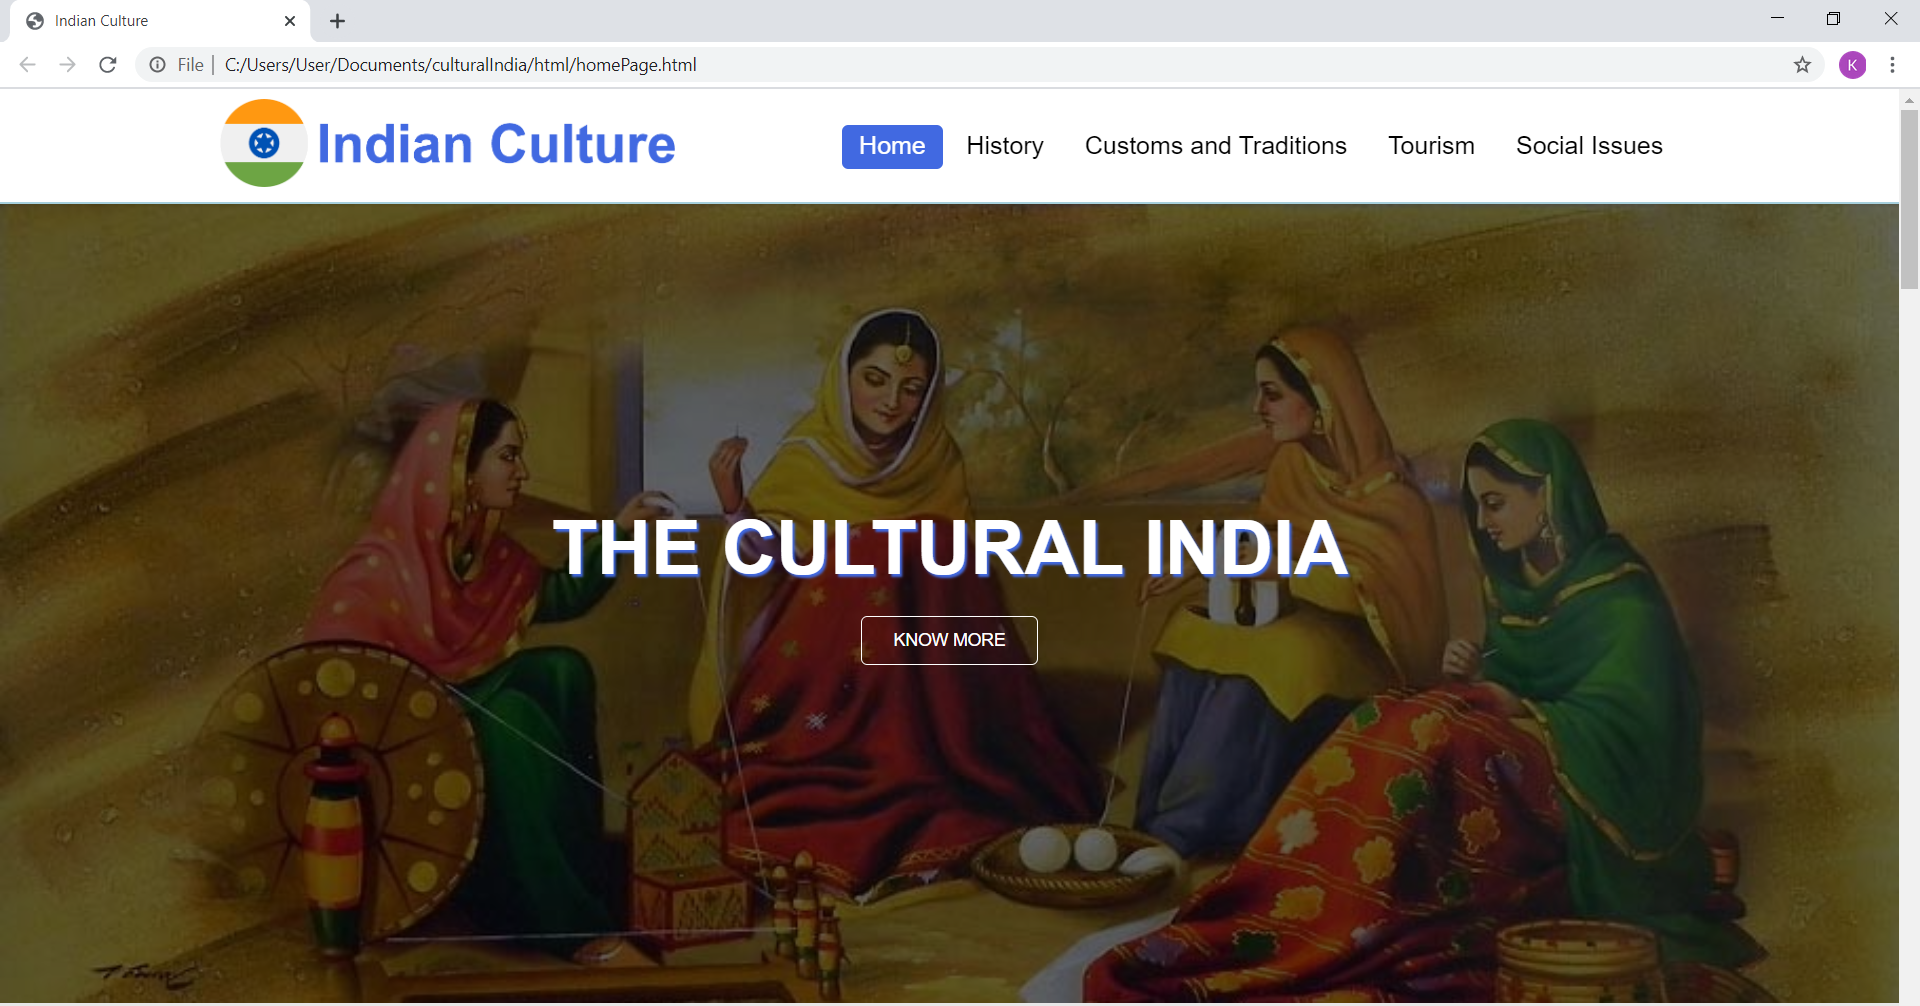 Indian Culture
File
C:/Users/User/Documents/culturalIndia/html/homePage.html
K
Indian Culture
Home
History
Customs and Traditions
Tourism
Social Issues
THE CULTURAL INDIA
KNOW MORE